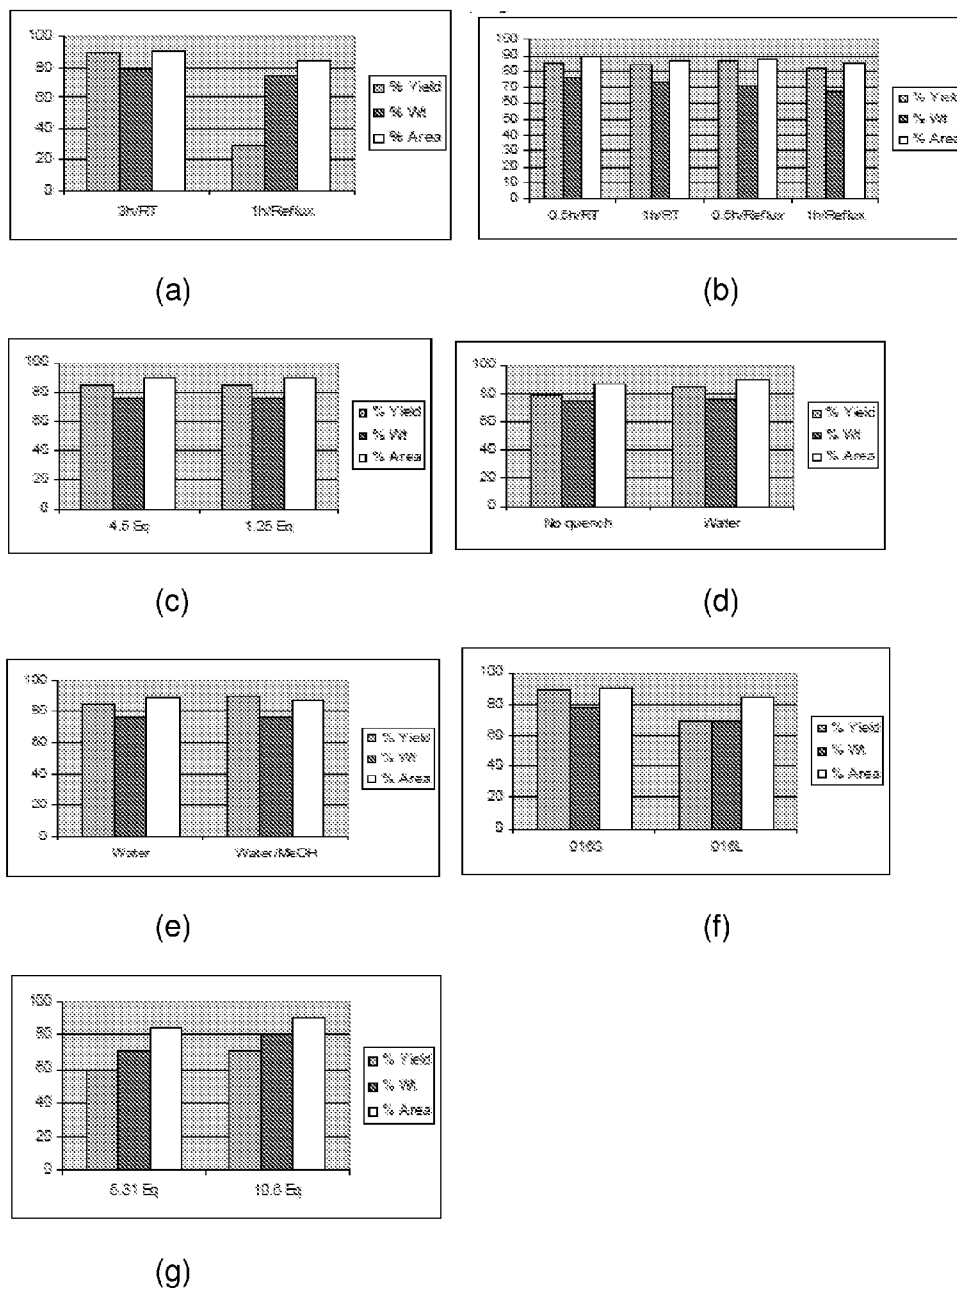 100
80
60
40
20
0
3h/RT 1h/Reflux
% Yield
% Wt
% Area
(a)
100
90
80
70
60
50
40
30
20
10
0
0.5h/RT 1h/RT 0.5h/Reflux 1h/Reflux
% Yield
% Wt
% Area
(b)
100
80
60
40
20
0
4.5 Eq 1.25 Eq
% Yield
% Wt
% Area
(c)
100
80
60
40
20
0
No quench Water
% Yield
% Wt
% Area
(d)
100
80
60
40
20
0
Water Water/MeOH
% Yield
% Wt
% Area
(e)
100
80
60
40
20
0
016L
% Yield
% Wt
% Area
(f)
100
80
60
40
20
0
5.31 Eq 10.6 Eq
% Yield
% Wt
% Area
(g)